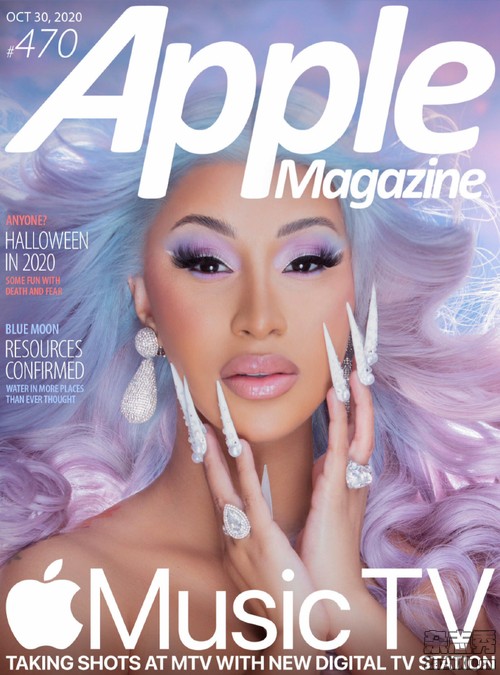 OCT 30, 2020
#470
Apple
Magazine
ANYONE?
HALLOWEEN
IN 2020
SOME FUN WITH
DEATH AND FEAR
BLUE MOON
RESOURCES
CONFIRMED
WATER IN MORE PLACES
THAN EVER THOUGHT
Music TV
TAKING SHOTS AT MTV WITH NEW DIGITAL TV STATION